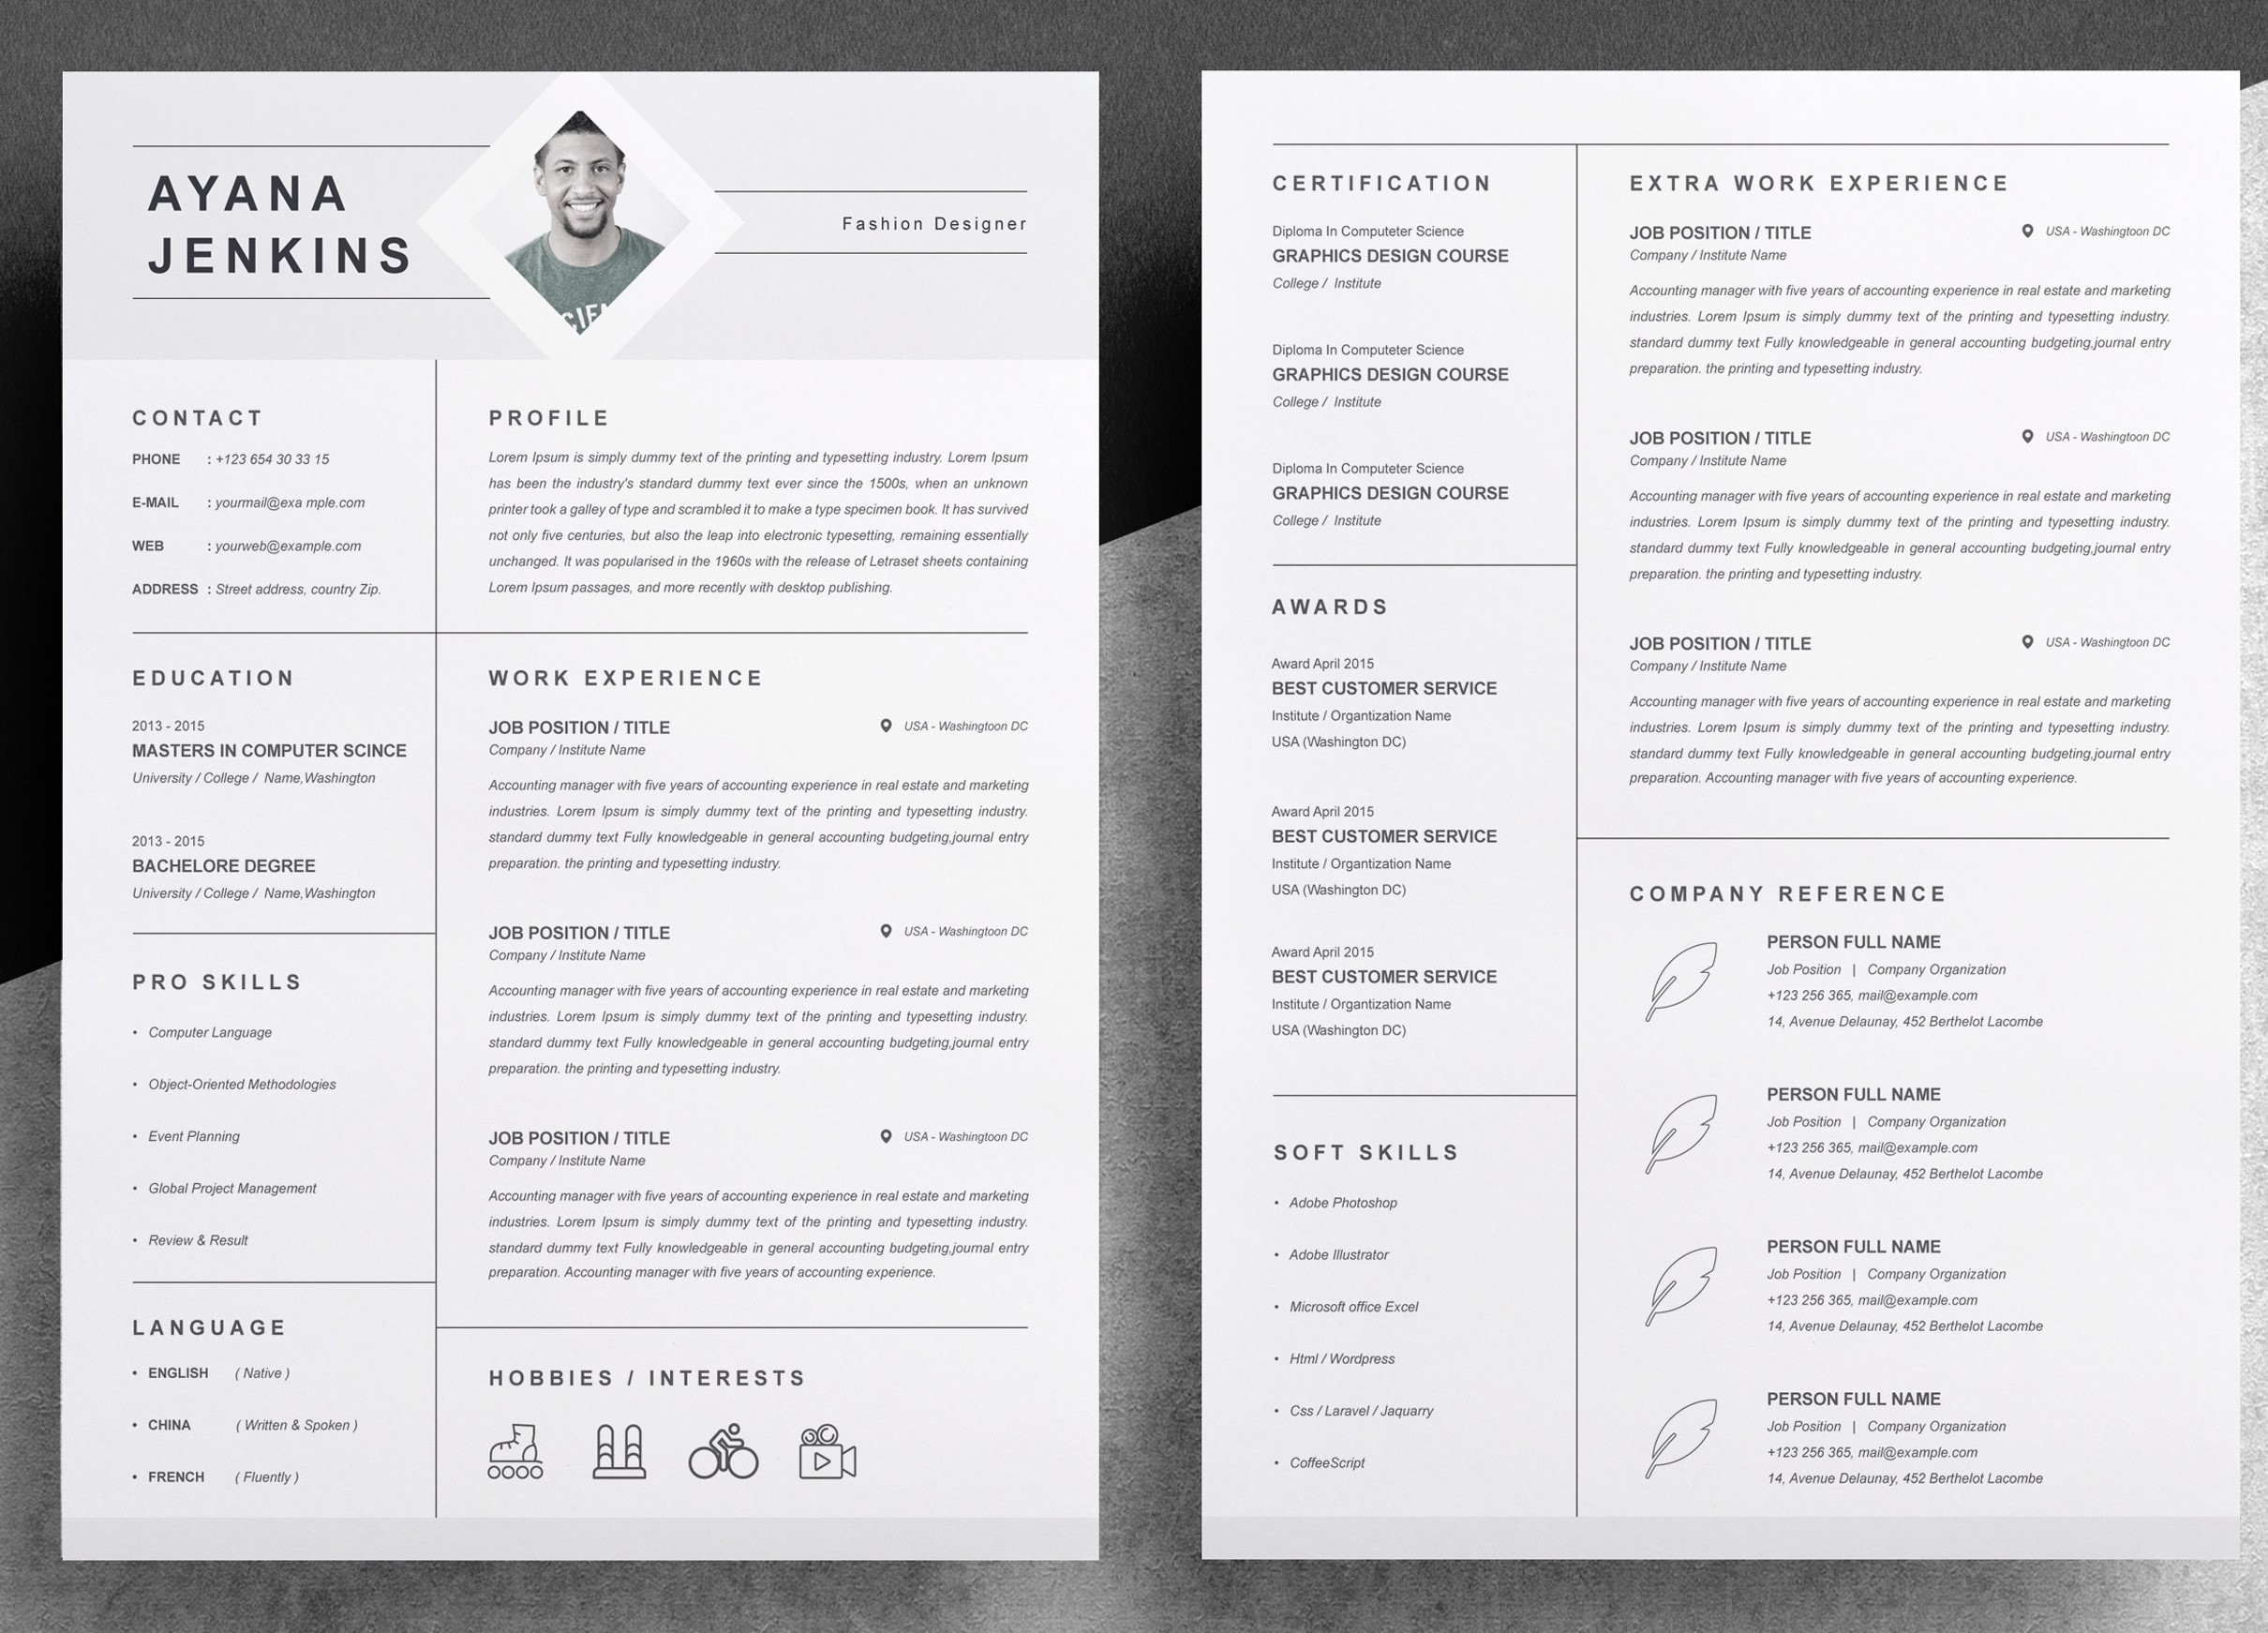 AYANA
JENKINS
Fashion Designer
CIEN
CONTACT
PHONE : +123 654 30 33 15
E-MAIL : yourmail@exa mple.com
WEB : yourweb@example.com
ADDRESS : Street address, country Zip.
EDUCATION
2013 - 2015
MASTERS IN COMPUTER SCINCE
University / College / Name,Washington
2013 - 2015
BACHELORE DEGREE
University / College / Name,Washington
PRO SKILLS
• Computer Language
• Object-Oriented Methodologies
• Event Planning
• Global Project Management
• Review & Result
LANGUAGE
• ENGLISH ( Native )
• CHINA ( Written & Spoken )
• FRENCH ( Fluently )
PROFILE
Lorem Ipsum is simply dummy text of the printing and typesetting industry. Lorem Ipsum
has been the industry's standard dummy text ever since the 1500s, when an unknown
printer took a galley of type and scrambled it to make a type specimen book. It has survived
not only five centuries, but also the leap into electronic typesetting, remaining essentially
unchanged. It was popularised in the 1960s with the release of Letraset sheets containing
Lorem Ipsum passages, and more recently with desktop publishing.
WORK EXPERIENCE
JOB POSITION / TITLE USA - Washingtoon DC
Company / Institute Name
Accounting manager with five years of accounting experience in real estate and marketing
industries. Lorem Ipsum is simply dummy text of the printing and typesetting industry.
standard dummy text Fully knowledgeable in general accounting budgeting,journal entry
preparation. the printing and typesetting industry.
JOB POSITION / TITLE USA - Washingtoon DC
Company / Institute Name
Accounting manager with five years of accounting experience in real estate and marketing
industries. Lorem Ipsum is simply dummy text of the printing and typesetting industry.
standard dummy text Fully knowledgeable in general accounting budgeting,journal entry
preparation. the printing and typesetting industry.
JOB POSITION / TITLE USA - Washingtoon DC
Company / Institute Name
Accounting manager with five years of accounting experience in real estate and marketing
industries. Lorem Ipsum is simply dummy text of the printing and typesetting industry.
standard dummy text Fully knowledgeable in general accounting budgeting,journal entry
preparation. Accounting manager with five years of accounting experience.
HOBBIES / INTERESTS
CERTIFICATION
Diploma In Computeter Science
GRAPHICS DESIGN COURSE
College / Institute
Diploma In Computeter Science
GRAPHICS DESIGN COURSE
College / Institute
Diploma In Computeter Science
GRAPHICS DESIGN COURSE
College / Institute
AWARDS
Award April 2015
BEST CUSTOMER SERVICE
Institute / Organtization Name
USA (Washington DC)
Award April 2015
BEST CUSTOMER SERVICE
Institute / Organtization Name
USA (Washington DC)
Award April 2015
BEST CUSTOMER SERVICE
Institute / Organtization Name
USA (Washington DC)
SOFT SKILLS
• Adobe Photoshop
• Adobe Illustrator
• Microsoft office Excel
• Html / Wordpress
• Css / Laravel / Jaquarry
• CoffeeScript
EXTRA WORK EXPERIENCE
JOB POSITION / TITLE USA - Washingtoon DC
Company / Institute Name
Accounting manager with five years of accounting experience in real estate and marketing
industries. Lorem Ipsum is simply dummy text of the printing and typesetting industry.
standard dummy text Fully knowledgeable in general accounting budgeting,journal entry
preparation. the printing and typesetting industry.
JOB POSITION / TITLE USA - Washingtoon DC
Company / Institute Name
Accounting manager with five years of accounting experience in real estate and marketing
industries. Lorem Ipsum is simply dummy text of the printing and typesetting industry.
standard dummy text Fully knowledgeable in general accounting budgeting,journal entry
preparation. the printing and typesetting industry.
JOB POSITION / TITLE USA - Washingtoon DC
Company / Institute Name
Accounting manager with five years of accounting experience in real estate and marketing
industries. Lorem Ipsum is simply dummy text of the printing and typesetting industry.
standard dummy text Fully knowledgeable in general accounting budgeting,journal entry
preparation. Accounting manager with five years of accounting experience.
COMPANY REFERENCE
PERSON FULL NAME
Job Position | Company Organization
+123 256 365, mail@example.com
14, Avenue Delaunay, 452 Berthelot Lacombe
PERSON FULL NAME
Job Position | Company Organization
+123 256 365, mail@example.com
14, Avenue Delaunay, 452 Berthelot Lacombe
PERSON FULL NAME
Job Position | Company Organization
+123 256 365, mail@example.com
14, Avenue Delaunay, 452 Berthelot Lacombe
PERSON FULL NAME
Job Position | Company Organization
+123 256 365, mail@example.com
14, Avenue Delaunay, 452 Berthelot Lacombe